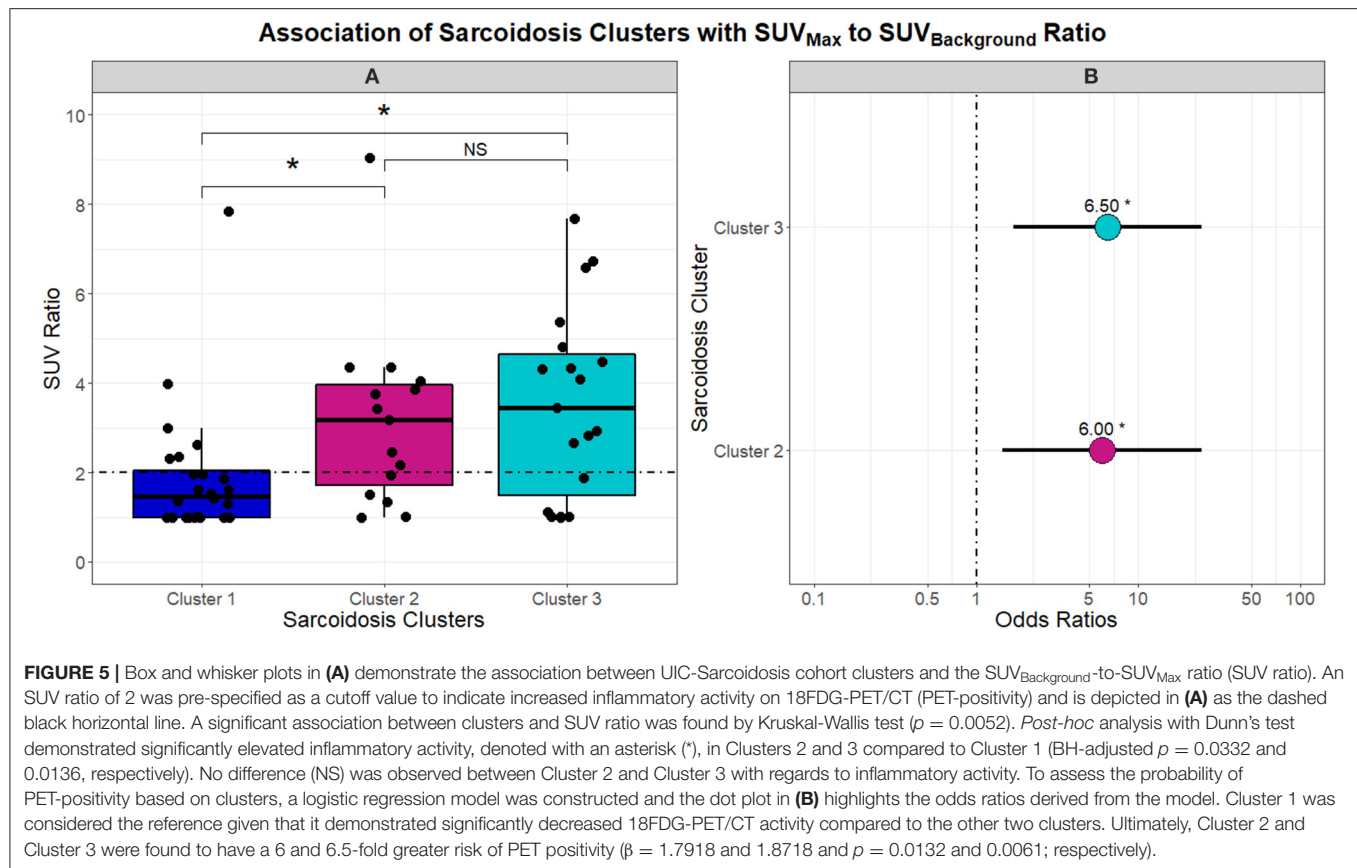 Association of Sarcoidosis Clusters with SUVMax to SUVBackground Ratio
A
SUV Ratio
10
8
6
4
2
0
*
*
NS
Cluster 1
Cluster 2
Cluster 3
Sarcoidosis Clusters
B
Sarcoidosis Cluster
Cluster 3
Cluster 2
6.50 *
6.00 *
0.1
0.5
1
5
10
50
100
Odds Ratios
FIGURE 5 | Box and whisker plots in (A) demonstrate the association between UIC-Sarcoidosis cohort clusters and the SUVBackground-to-SUVMax ratio (SUV ratio). An
SUV ratio of 2 was pre-specified as a cutoff value to indicate increased inflammatory activity on 18FDG-PET/CT (PET-positivity) and is depicted in (A) as the dashed
black horizontal line. A significant association between clusters and SUV ratio was found by Kruskal-Wallis test (p = 0.0052). Post-hoc analysis with Dunn's test
demonstrated significantly elevated inflammatory activity, denoted with an asterisk (*), in Clusters 2 and 3 compared to Cluster 1 (BH-adjusted p = 0.0332 and
0.0136, respectively). No difference (NS) was observed between Cluster 2 and Cluster 3 with regards to inflammatory activity. To assess the probability of
PET-positivity based on clusters, a logistic regression model was constructed and the dot plot in (B) highlights the odds ratios derived from the model. Cluster 1 was
considered the reference given that it demonstrated significantly decreased 18FDG-PET/CT activity compared to the other two clusters. Ultimately, Cluster 2 and
Cluster 3 were found to have a 6 and 6.5-fold greater risk of PET positivity (β = 1.7918 and 1.8718 and p = 0.0132 and 0.0061; respectively).